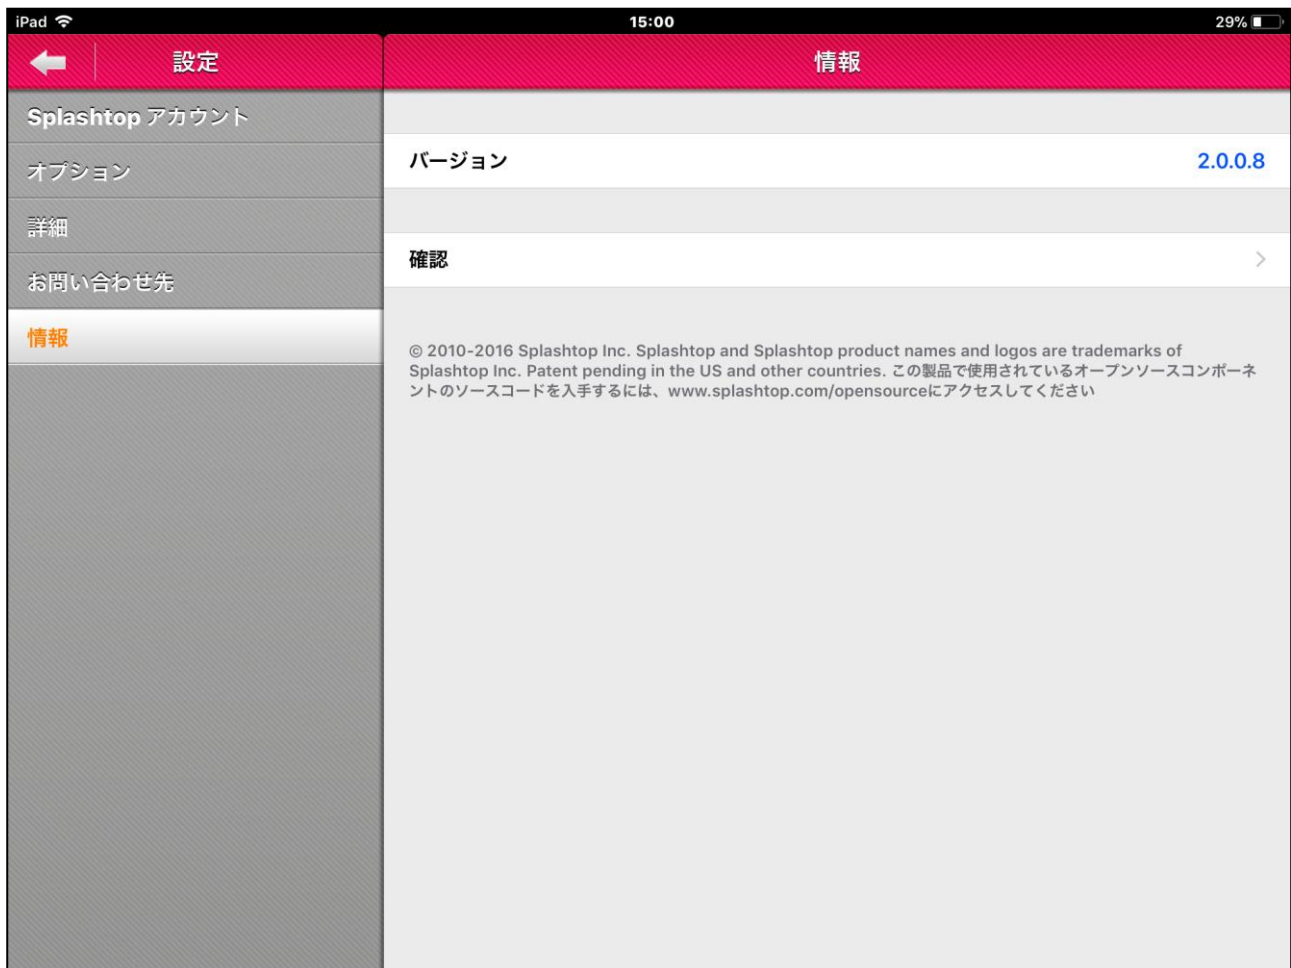 iPad 15:00 29%
設定
情報
Splashtop アカウント
オプション
詳細
お問い合わせ先
情報
バージョン 2.0.0.8
確認
© 2010-2016 Splashtop Inc. Splashtop and Splashtop product names and logos are trademarks of
Splashtop Inc. Patent pending in the US and other countries. この製品で使用されているオープンソースコンポーネ
ントのソースコードを入手するには、www.splashtop.com/opensourceにアクセスしてください